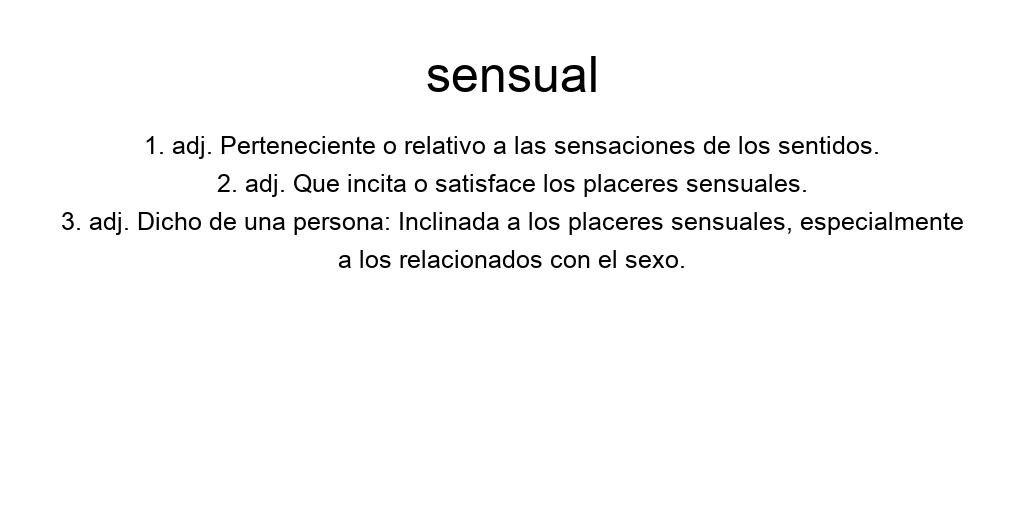 sensual
1. adj. Perteneciente o relativo a las sensaciones de los sentidos.
2. adj. Que incita o satisface los placeres sensuales.
3. adj. Dicho de una persona: Inclinada a los placeres sensuales, especialmente
a los relacionados con el sexo.